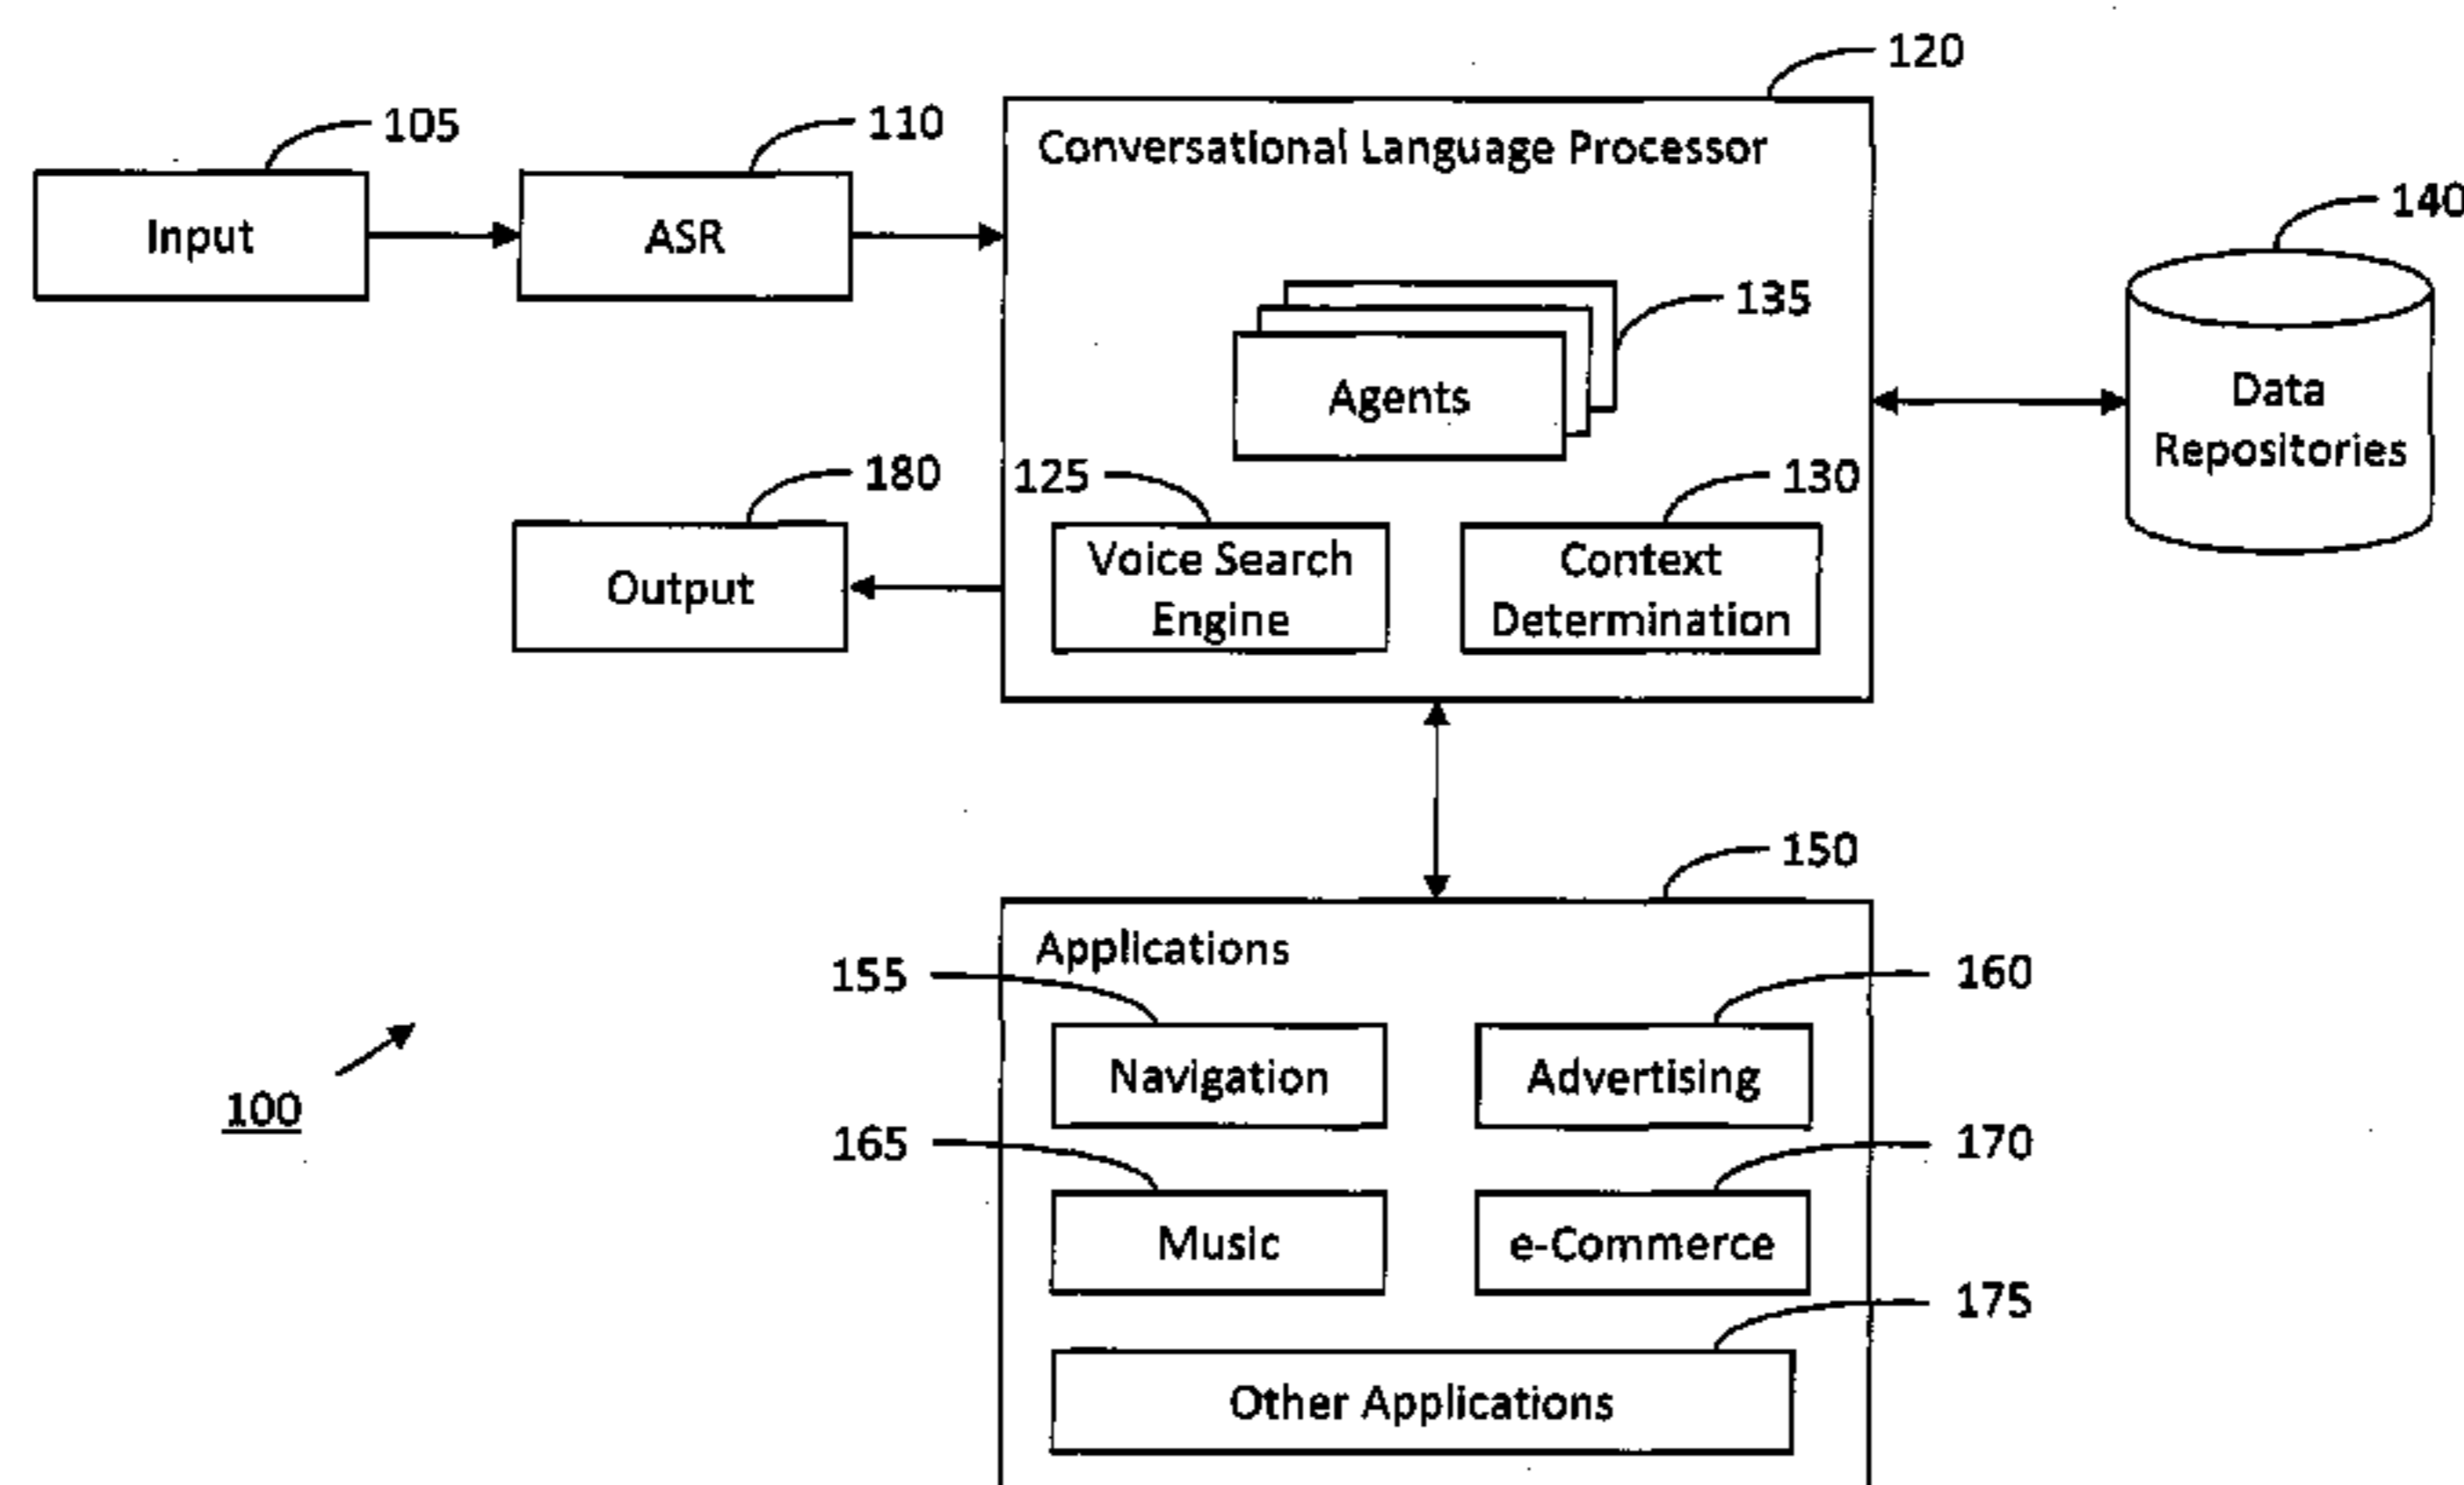 120
105
110
Conversational Language Processor
140
Input
ASR
135
Agents
Data
Repositories
180
125
130
Output
Voice Search
Engine
Context
Determination
150
Applications
155
160
Navigation
Advertising
100
165
170
Music
e-Commerce
175
Other Applications